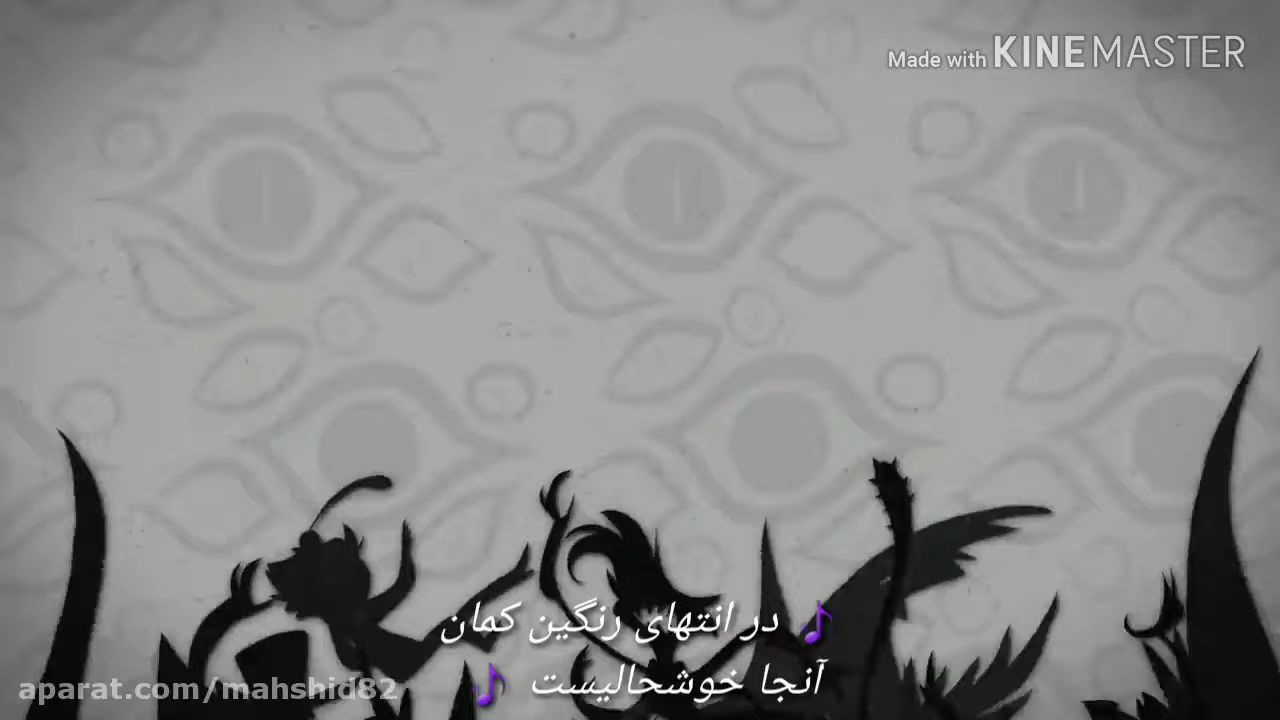 Made with KINEMASTER
🎵 در انتهای رنگین کمان
آنجا خوشحالیست 🎵
aparat.com/mahshid82